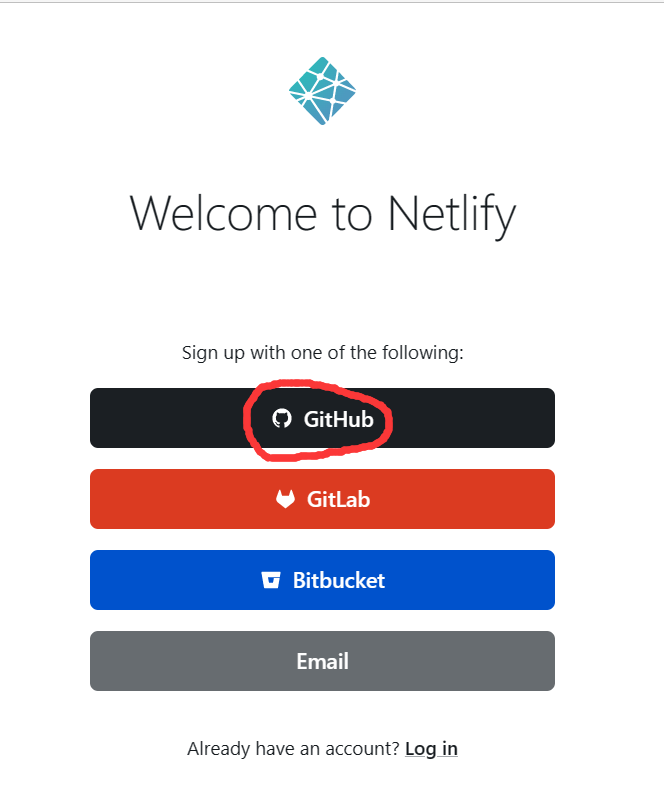 Welcome to Netlify
Sign up with one of the following:
GitHub
GitLab
Bitbucket
Email
Already have an account? Log in